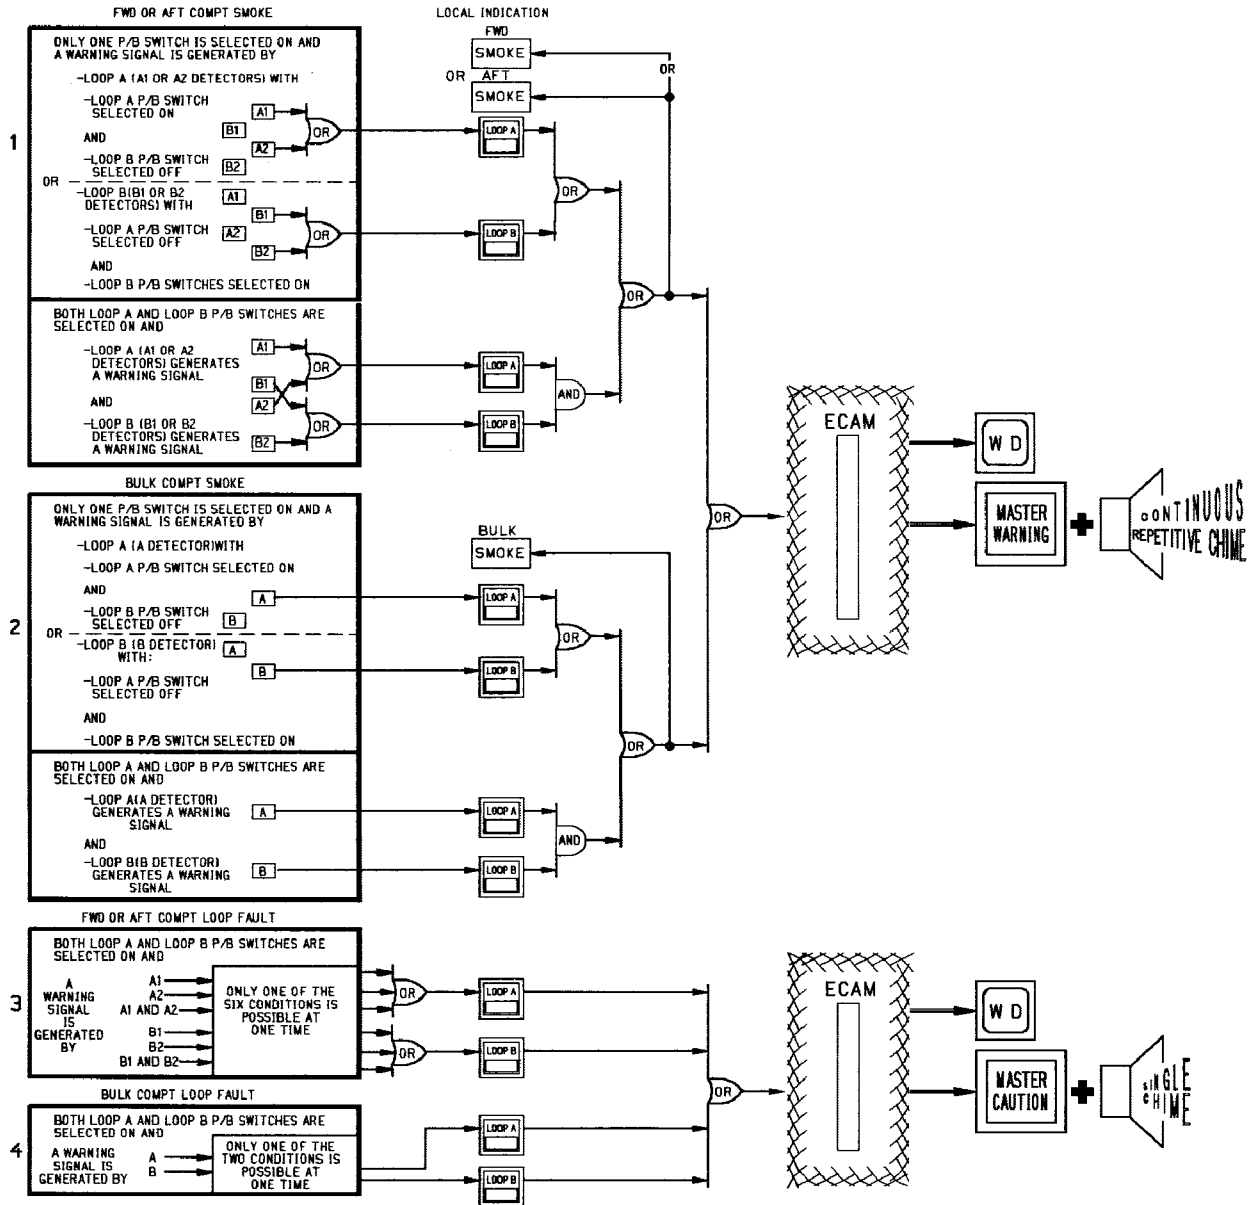 FWD OR AFT COMPT SMOKE
LOCAL INDICATION
1
ONLY ONE P/B SWITCH IS SELECTED ON AND
A WARNING SIGNAL IS GENERATED BY
-LOOP A (A1 OR A2 DETECTORS) WITH
-LOOP A P/B SWITCH
SELECTED ON
AND
-LOOP B P/B SWITCH
SELECTED OFF
A1
B1
A2
B2
OR
OR
-LOOP B(B1 OR B2
DETECTORS) WITH
-LOOP A P/B SWITCH
SELECTED OFF
AND
-LOOP B P/B SWITCHES SELECTED ON
A1
B1
A2
B2
OR
FWD
SMOKE
OR AFT
SMOKE
OR
LOOP A
LOOP B
OR
BOTH LOOP A AND LOOP B P/B SWITCHES ARE
SELECTED ON AND
-LOOP A (A1 OR A2
DETECTORS) GENERATES
A WARNING SIGNAL
AND
-LOOP B (B1 OR B2
DETECTORS) GENERATES
A WARNING SIGNAL
A1
B1
A2
B2
OR
OR
LOOP A
LOOP B
AND
OR
BULK COMPT SMOKE
2
ONLY ONE P/B SWITCH IS SELECTED ON AND A
WARNING SIGNAL IS GENERATED BY
-LOOP A (A DETECTOR)WITH
-LOOP A P/B SWITCH SELECTED ON
AND
-LOOP B P/B SWITCH
SELECTED OFF
A
B
OR
-LOOP B (B DETECTOR)
WITH:
-LOOP A P/B SWITCH
SELECTED OFF
AND
-LOOP B P/B SWITCH SELECTED ON
A
B
BULK
SMOKE
LOOP A
LOOP B
OR
BOTH LOOP A AND LOOP B P/B SWITCHES ARE
SELECTED ON AND
-LOOP A(A DETECTOR)
GENERATES A WARNING
SIGNAL
AND
-LOOP B(B DETECTOR)
GENERATES A WARNING
SIGNAL
A
B
LOOP A
LOOP B
AND
OR
OR
ECAM
W D
MASTER
WARNING
CONTINUOUS
REPETITIVE CHIME
FWD OR AFT COMPT LOOP FAULT
3
BOTH LOOP A AND LOOP B P/B SWITCHES ARE
SELECTED ON AND
A
WARNING
SIGNAL
IS
GENERATED
BY
A1
A2
A1 AND A2
B1
B2
B1 AND B2
ONLY ONE OF THE
SIX CONDITIONS IS
POSSIBLE AT
ONE TIME
OR
OR
LOOP A
LOOP B
BULK COMPT LOOP FAULT
4
BOTH LOOP A AND LOOP B P/B SWITCHES ARE
SELECTED ON AND
A WARNING
SIGNAL IS
GENERATED BY
A
B
ONLY ONE OF THE
TWO CONDITIONS IS
POSSIBLE AT
ONE TIME
LOOP A
LOOP B
OR
ECAM
W D
MASTER
CAUTION
SINGLE
CHIME